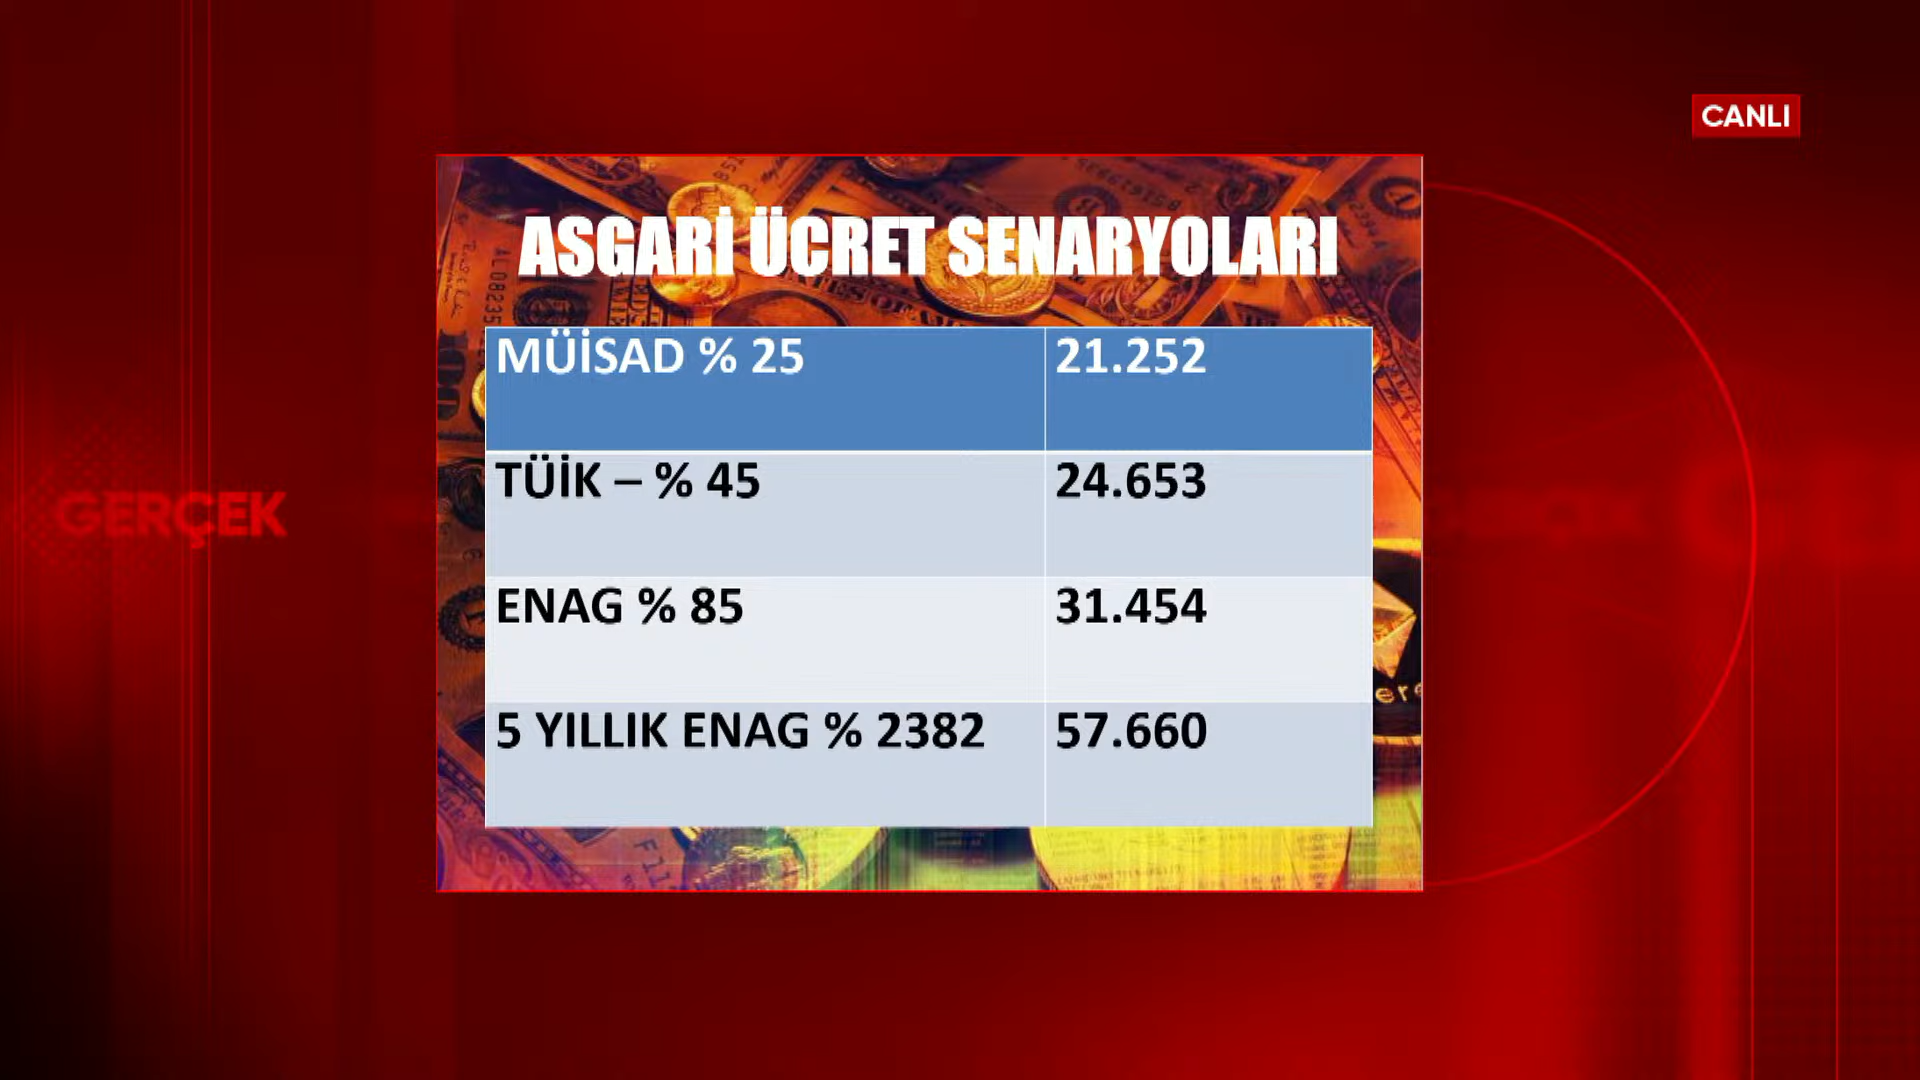 CANLI
ASGARİ ÜCRET SENARYOLARI
MÜİSAD % 25 21.252
TÜİK – % 45 24.653
ENAG % 85 31.454
5 YILLIK ENAG % 2382 57.660
GERÇEK